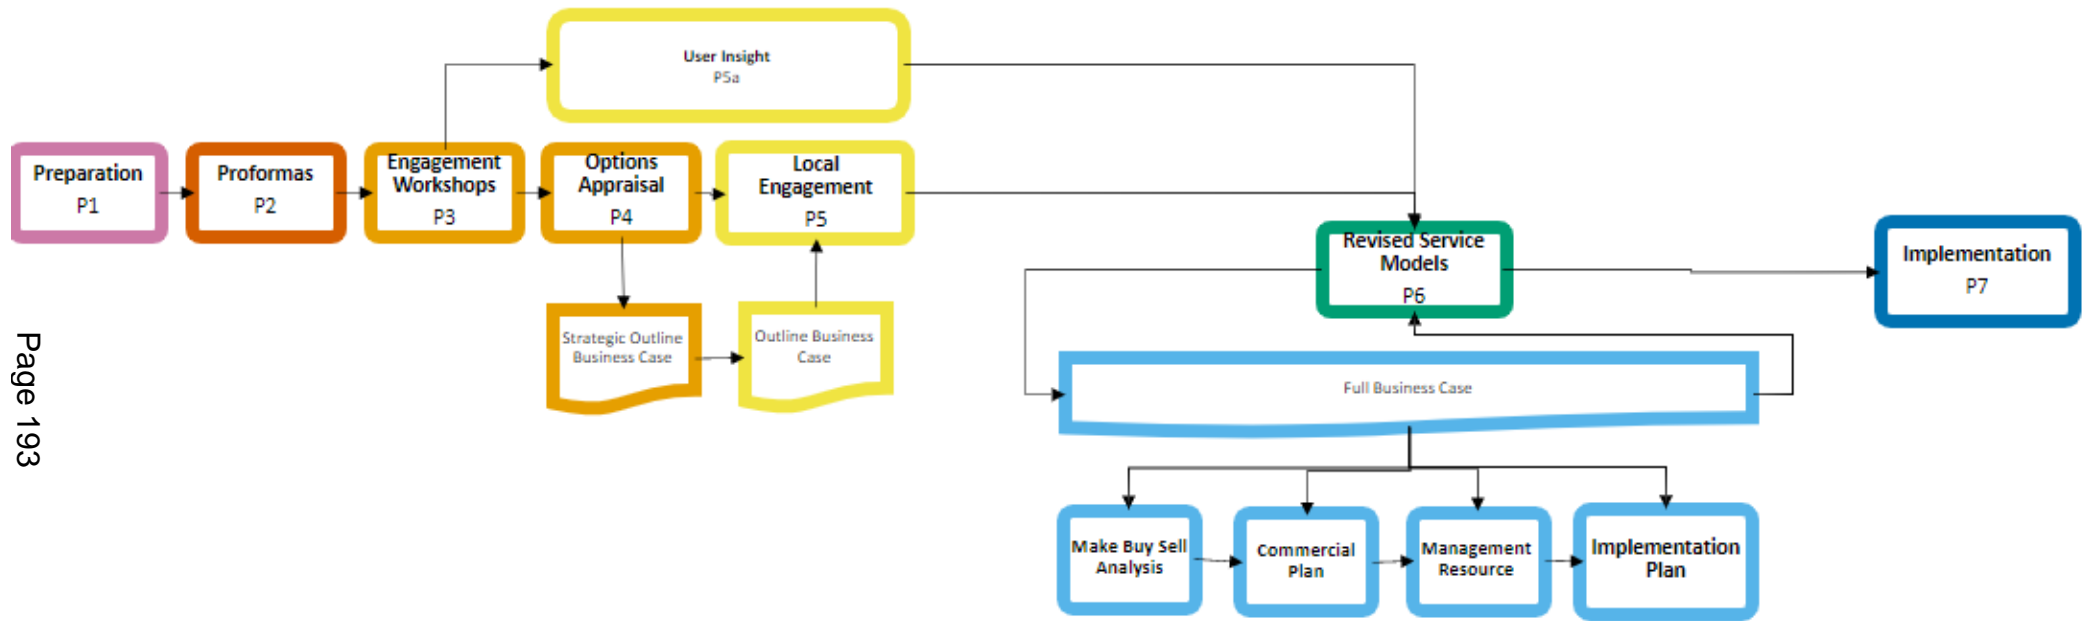 User Insight
P5a
Preparation
P1
Proformas
P2
Engagement
Workshops
P3
Options
Appraisal
P4
Local
Engagement
P5
Revised Service
Models
P6
Implementation
P7
Strategic Outline
Business Case
Outline Business
Case
Full Business Case
Make Buy Sell
Analysis
Commercial
Plan
Management
Resource
Implementation
Plan
Page 193